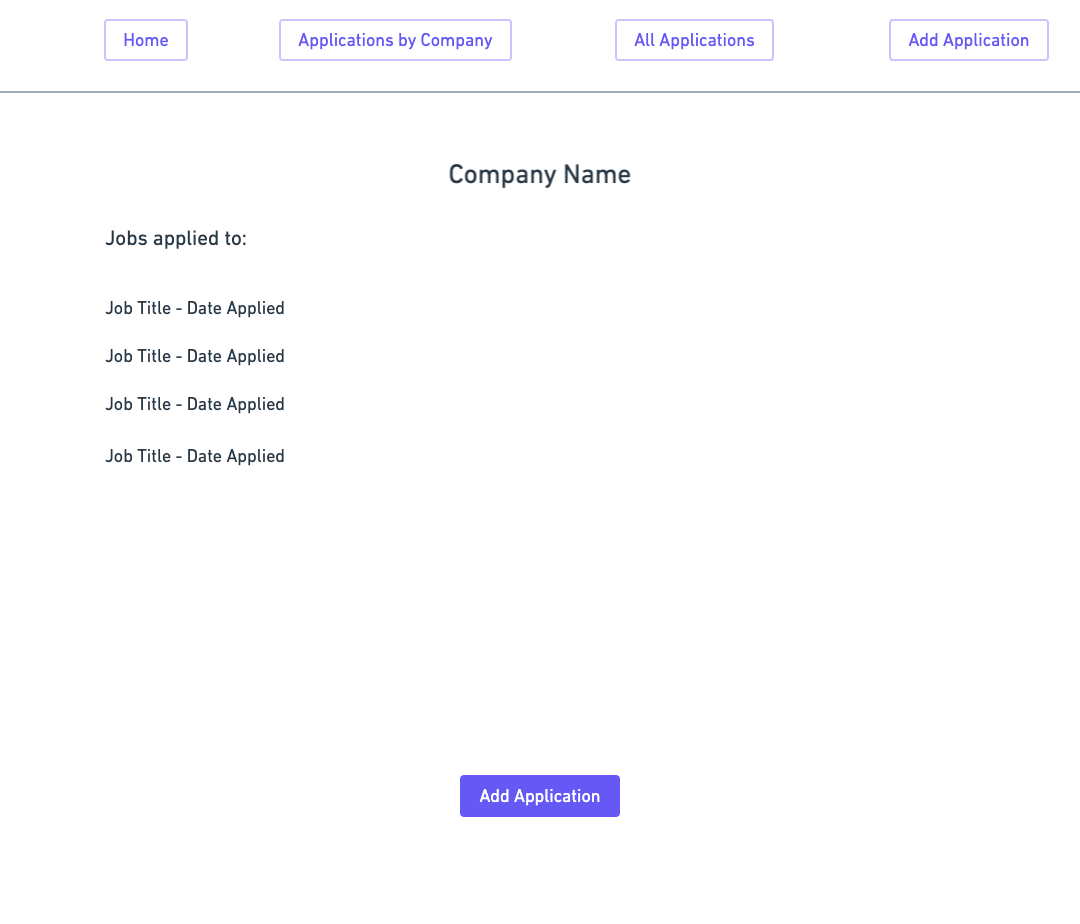 Home
Applications by Company
All Applications
Add Application
Company Name
Jobs applied to:
Job Title - Date Applied
Job Title - Date Applied
Job Title - Date Applied
Job Title - Date Applied
Add Application